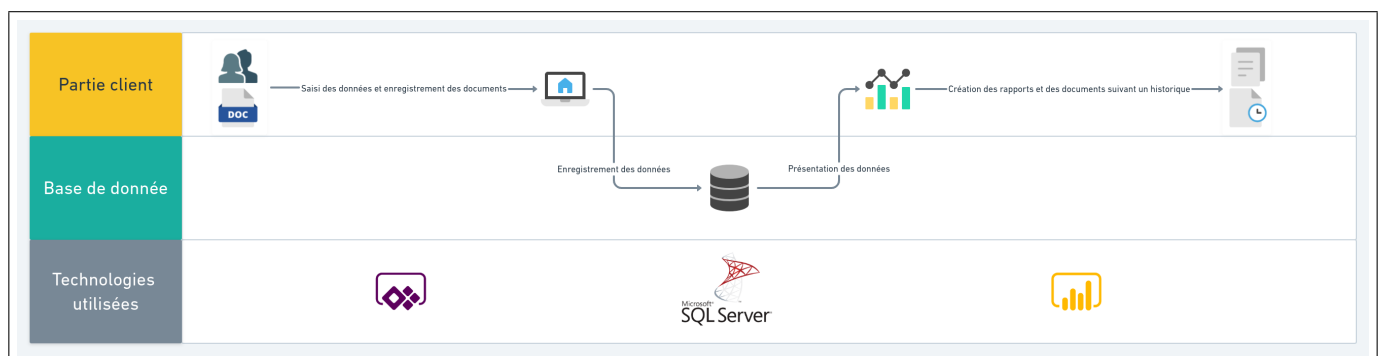 Partie client
DOC
Saisi des données et enregistrement des documents
Création des rapports et des documents suivant un historique
Base de donnée
Enregistrement des données
Présentation des données
Technologies
utilisées
Microsoft
SQL Server